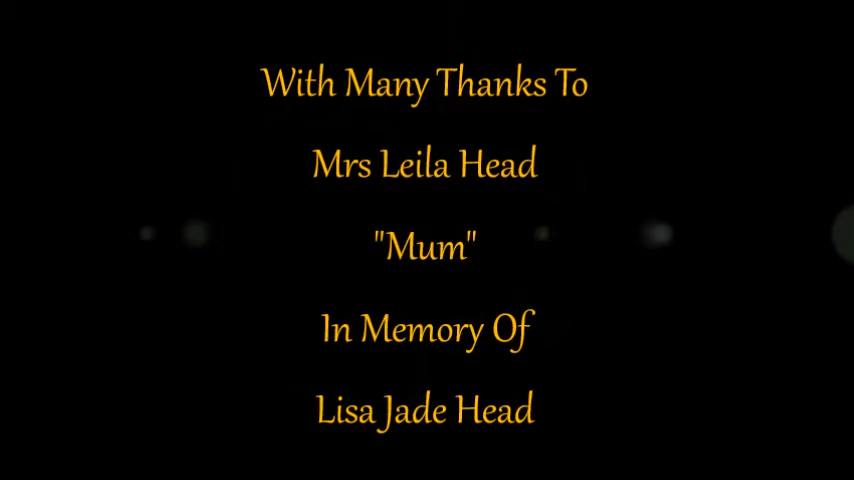 With Many Thanks To
Mrs Leila Head
"Mum"
In Memory Of
Lisa Jade Head